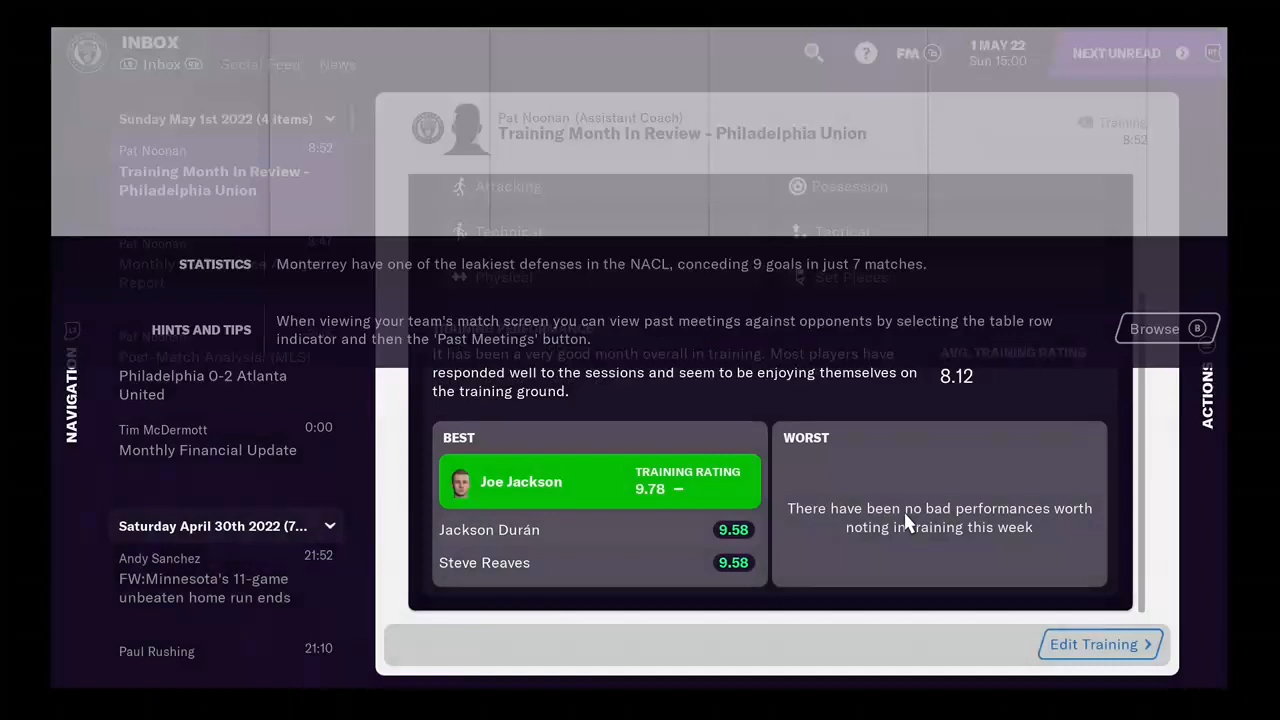 INBOX
Inbox
Social Feed
News
FM
1 MAY 22
Sun 15:00
NEXT UNREAD
Sunday May 1st 2022 (4 items)
Pat Noonan
8:52
Training Month In Review -
Philadelphia Union
Pat Noonan
Report
Post-Match Analysis: (MLS)
Philadelphia 0-2 Atlanta
United
Tim McDermott
0:00
Monthly Financial Update
Saturday April 30th 2022 (7...
Andy Sanchez
21:52
FW:Minnesota's 11-game
unbeaten home run ends
Paul Rushing
21:10
NAVIGATI
Pat Noonan (Assistant Coach)
Training Month In Review - Philadelphia Union
Training
8:52
Attacking
Possession
Technical
Tactical
Physical
Set Pieces
STATISTICS
Monterrey have one of the leakiest defenses in the NACL, conceding 9 goals in just 7 matches.
HINTS AND TIPS
When viewing your team's match screen you can view past meetings against opponents by selecting the table row
indicator and then the 'Past Meetings' button.
Browse B
It has been a very good month overall in training. Most players have
responded well to the sessions and seem to be enjoying themselves on
the training ground.
AVG. TRAINING RATING
8.12
BEST
Joe Jackson
TRAINING RATING
9.78 –
Jackson Durán
9.58
Steve Reaves
9.58
WORST
There have been no bad performances worth
noting in training this week
Edit Training
ACTIONS